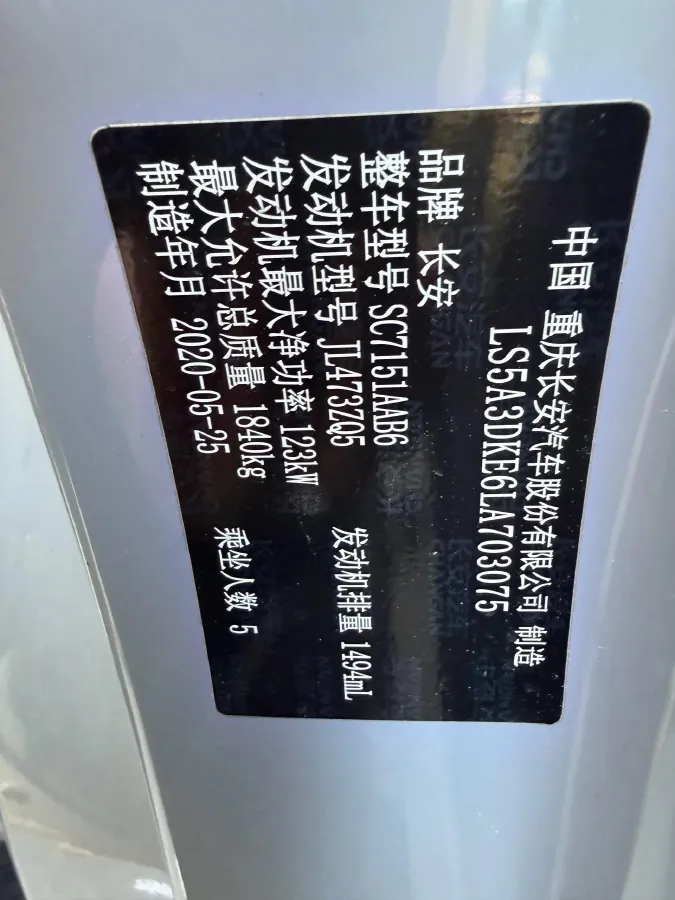 中国 重庆长安汽车股份有限公司 制造
LS5A3DKE6LA703075
品牌 长安
整车型号 SC7151AAB6
发动机型号 JL473ZQ5 发动机排量 1494mL
发动机最大净功率 123kW
最大允许总质量 1840kg 乘坐人数 5
制造年月 2020-05-25